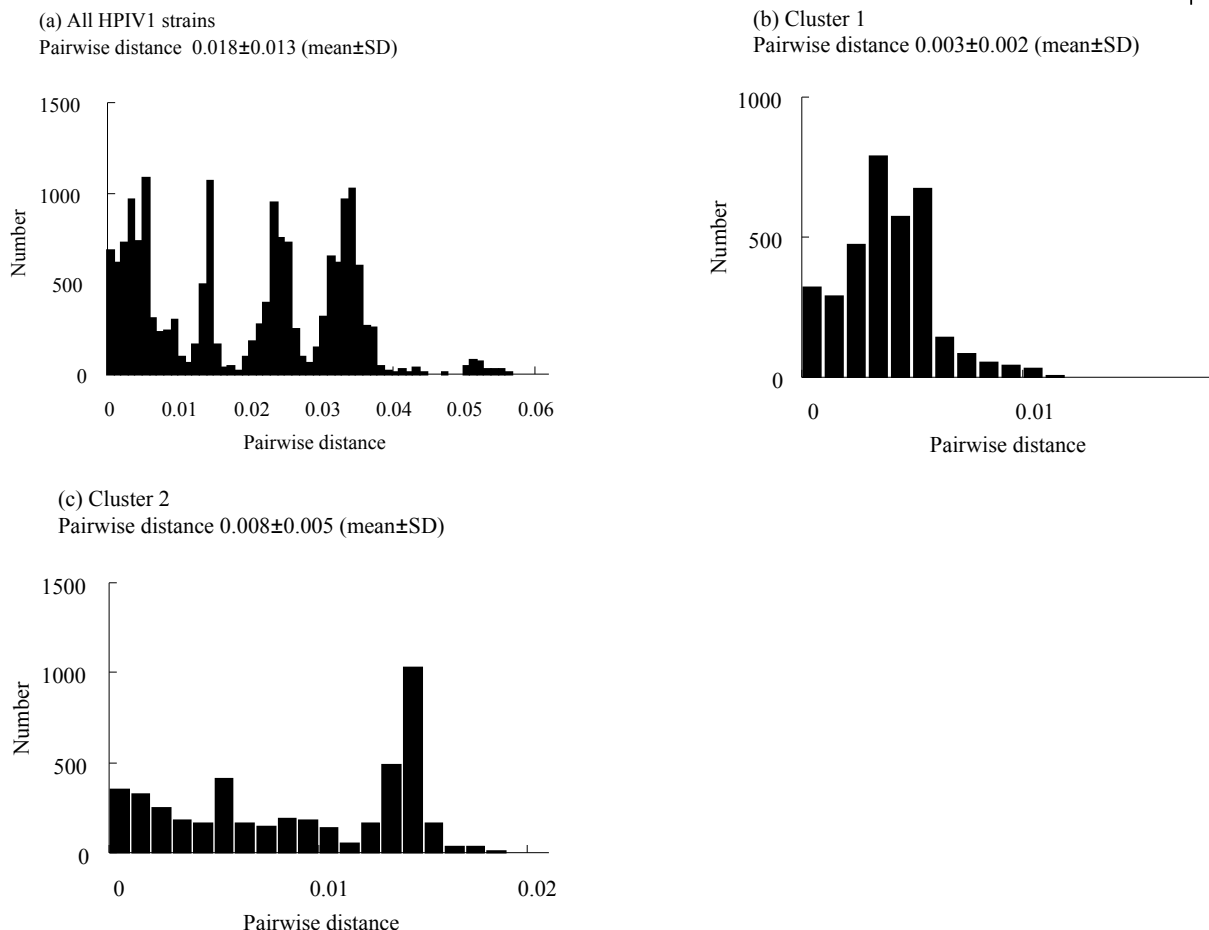 (a) All HPIV1 strains
Pairwise distance 0.018±0.013 (mean±SD)
1500
1000
500
0
Number
0 0.01 0.02 0.03 0.04 0.05 0.06
Pairwise distance
(b) Cluster 1
Pairwise distance 0.003±0.002 (mean±SD)
1000
500
0
Number
0 0.01
Pairwise distance
(c) Cluster 2
Pairwise distance 0.008±0.005 (mean±SD)
1500
1000
500
0
Number
0 0.01 0.02
Pairwise distance